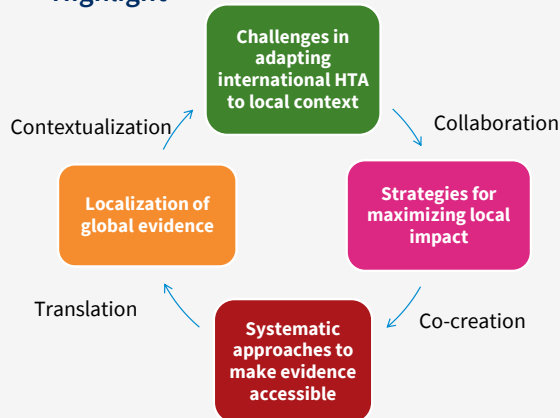 Highlight
Challenges in
adapting
international HTA
to local context
Contextualization
Collaboration
Localization of
global evidence
Strategies for
maximizing local
impact
Translation
Co-creation
Systematic
approaches to
make evidence
accessible